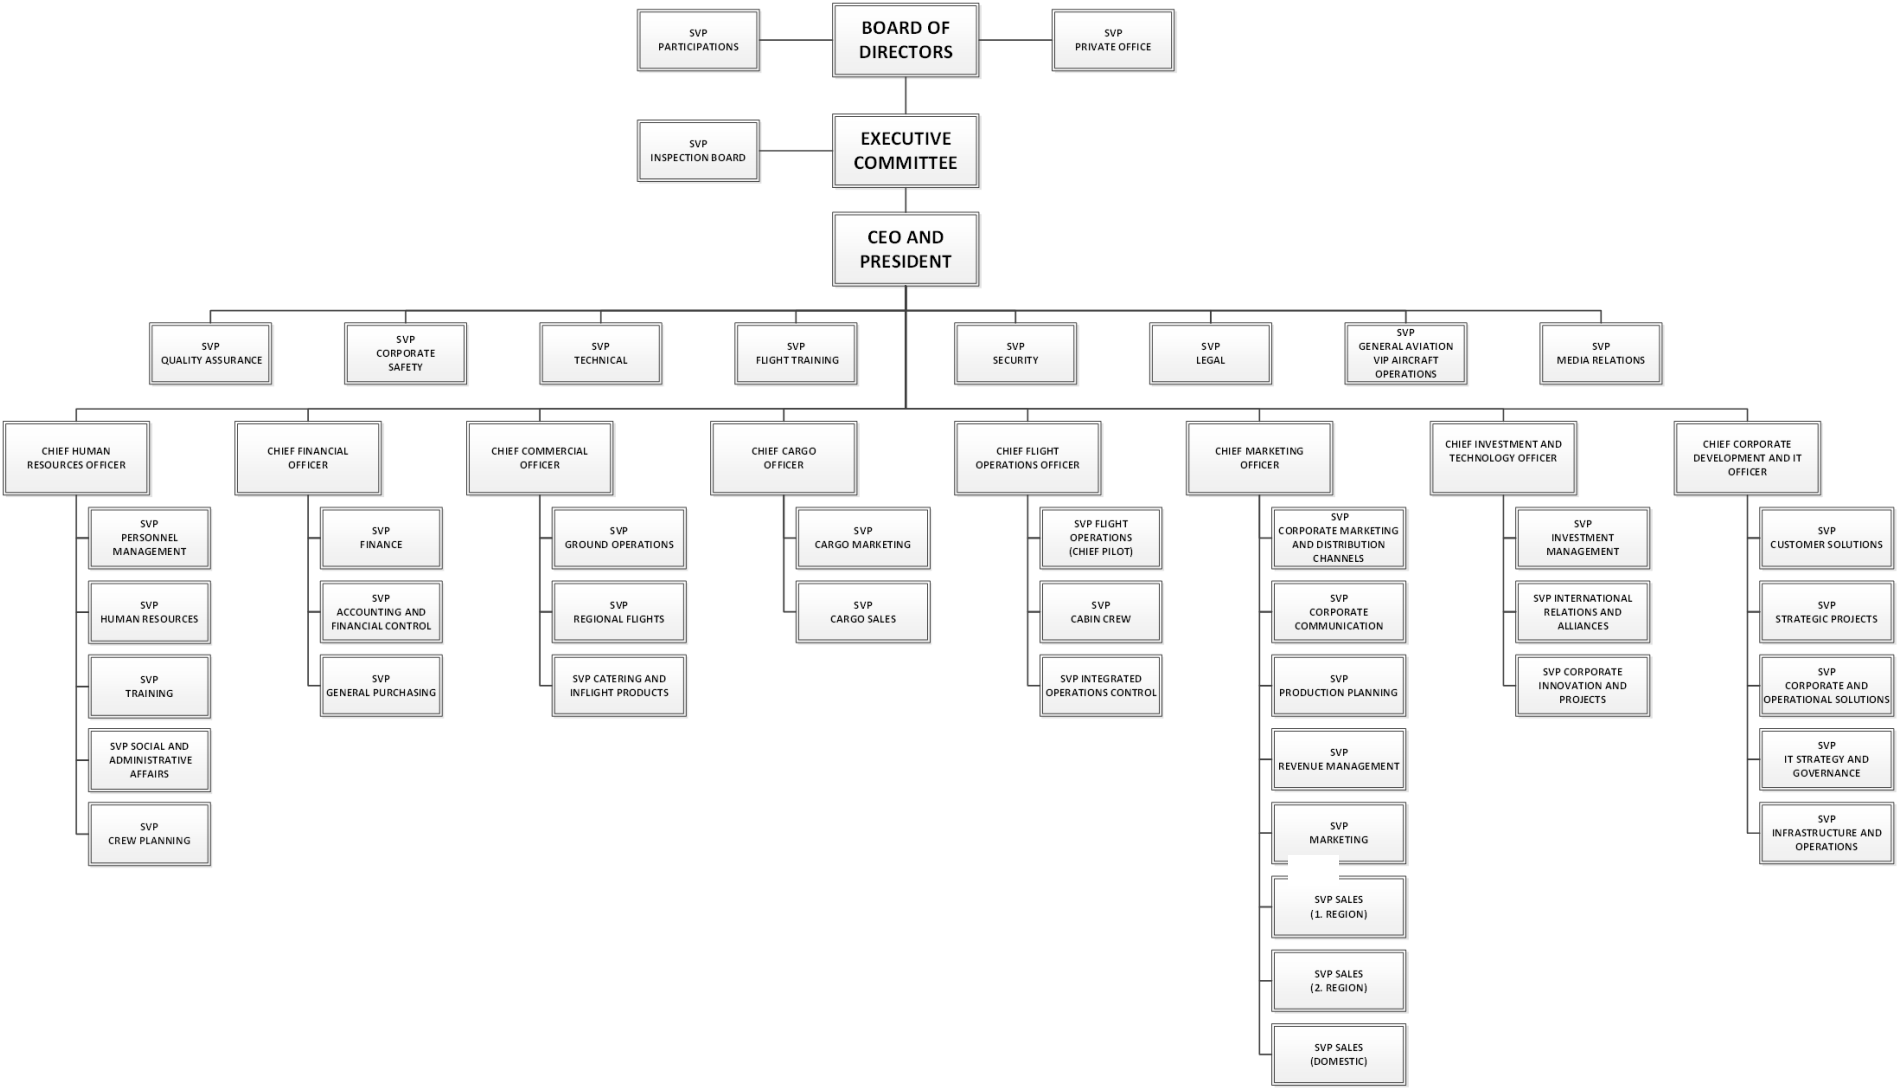 SVP
PARTICIPATIONS
BOARD OF
DIRECTORS
SVP
PRIVATE OFFICE
SVP
INSPECTION BOARD
EXECUTIVE
COMMITTEE
CEO AND
PRESIDENT
SVP
QUALITY ASSURANCE
SVP
CORPORATE
SAFETY
SVP
TECHNICAL
SVP
FLIGHT TRAINING
SVP
SECURITY
SVP
LEGAL
SVP
GENERAL AVIATION
VIP AIRCRAFT
OPERATIONS
SVP
MEDIA RELATIONS
CHIEF HUMAN
RESOURCES OFFICER
SVP
PERSONNEL
MANAGEMENT
SVP
HUMAN RESOURCES
SVP
TRAINING
SVP SOCIAL AND
ADMINISTRATIVE
AFFAIRS
SVP
CREW PLANNING
CHIEF FINANCIAL
OFFICER
SVP
FINANCE
SVP
ACCOUNTING AND
FINANCIAL CONTROL
SVP
GENERAL PURCHASING
CHIEF COMMERCIAL
OFFICER
SVP
GROUND OPERATIONS
SVP
REGIONAL FLIGHTS
SVP CATERING AND
INFLIGHT PRODUCTS
CHIEF CARGO
OFFICER
SVP
CARGO MARKETING
SVP
CARGO SALES
CHIEF FLIGHT
OPERATIONS OFFICER
SVP FLIGHT
OPERATIONS
(CHIEF PILOT)
SVP
CABIN CREW
SVP INTEGRATED
OPERATIONS CONTROL
CHIEF MARKETING
OFFICER
SVP
CORPORATE MARKETING
AND DISTRIBUTION
CHANNELS
SVP
CORPORATE
COMMUNICATION
SVP
PRODUCTION PLANNING
SVP
REVENUE MANAGEMENT
SVP
MARKETING
SVP SALES
(1. REGION)
SVP SALES
(2. REGION)
SVP SALES
(DOMESTIC)
CHIEF INVESTMENT AND
TECHNOLOGY OFFICER
SVP
INVESTMENT
MANAGEMENT
SVP INTERNATIONAL
RELATIONS AND
ALLIANCES
SVP CORPORATE
INNOVATION AND
PROJECTS
CHIEF CORPORATE
DEVELOPMENT AND IT
OFFICER
SVP
CUSTOMER SOLUTIONS
SVP
STRATEGIC PROJECTS
SVP
CORPORATE AND
OPERATIONAL SOLUTIONS
SVP
IT STRATEGY AND
GOVERNANCE
SVP
INFRASTRUCTURE AND
OPERATIONS